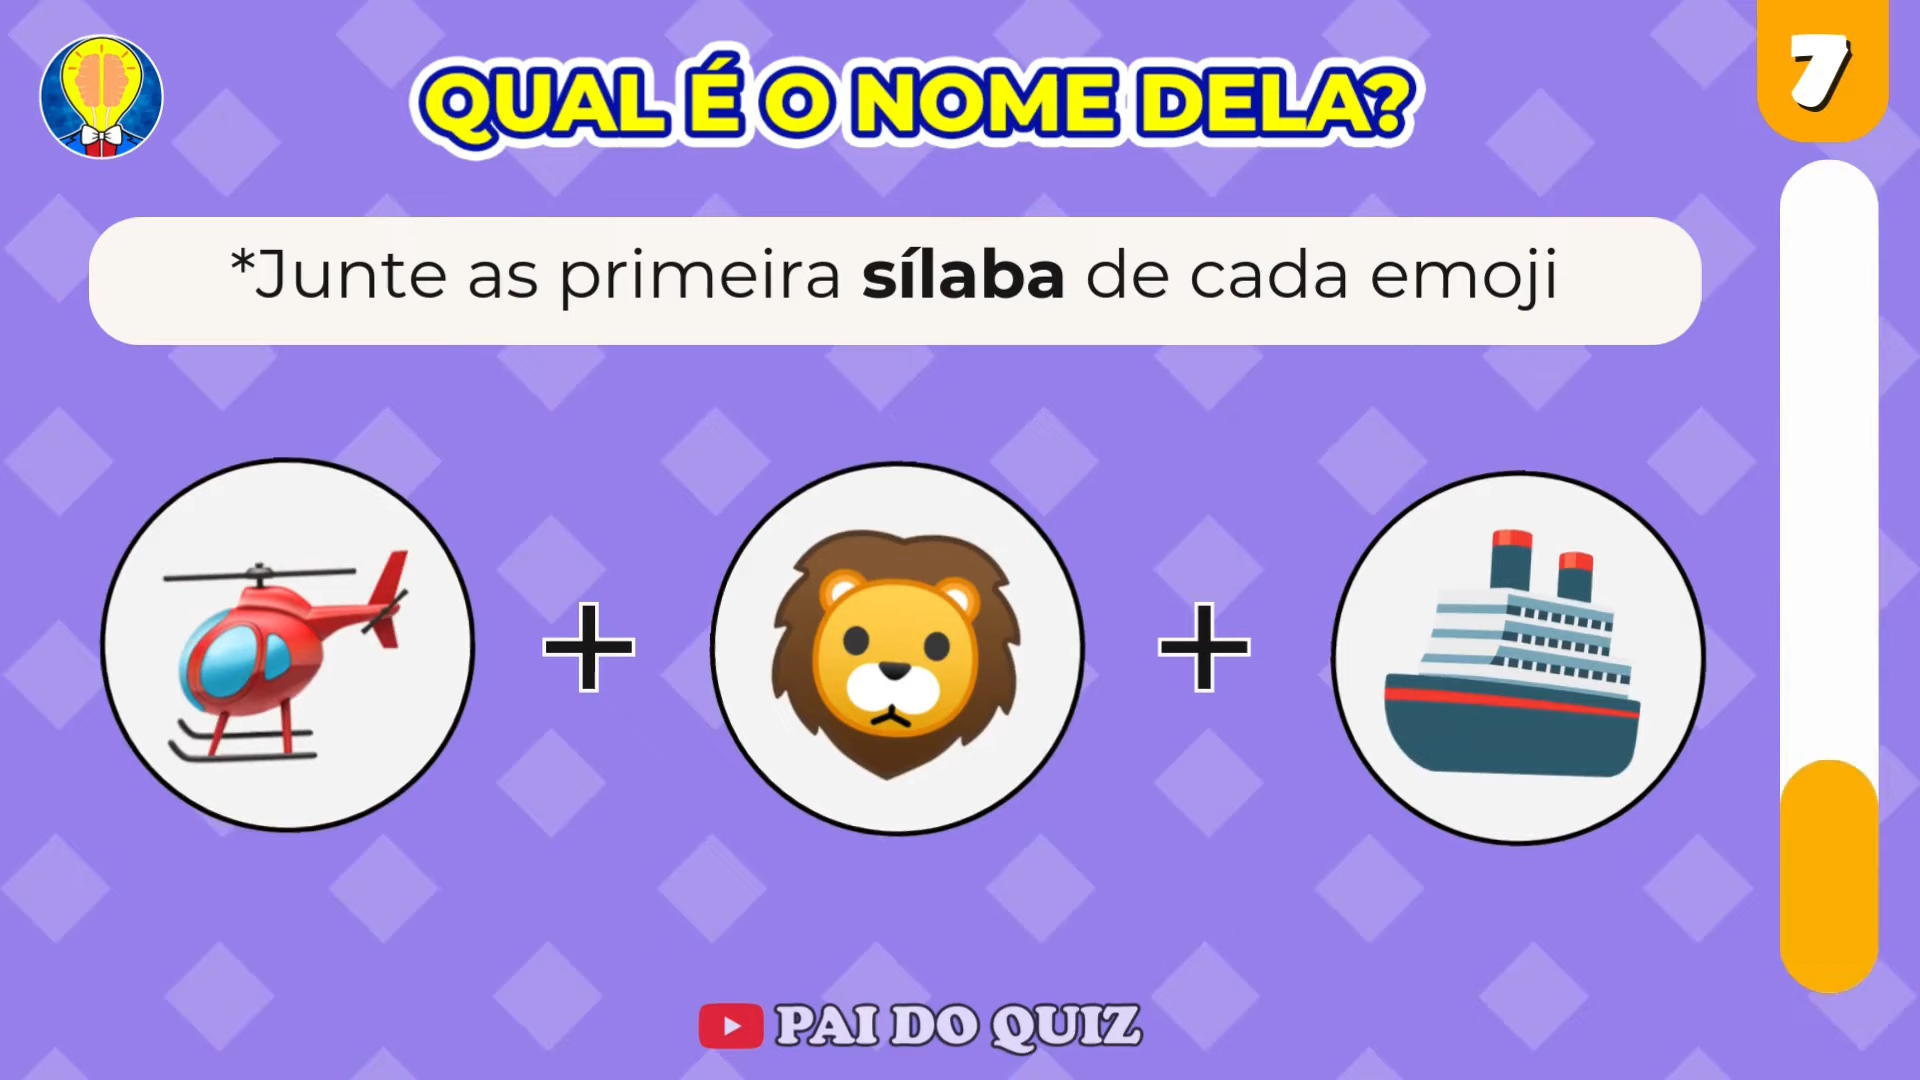 QUAL É O NOME DELA?
7
*Junte as primeira sílaba de cada emoji
+ +
PAI DO QUIZ